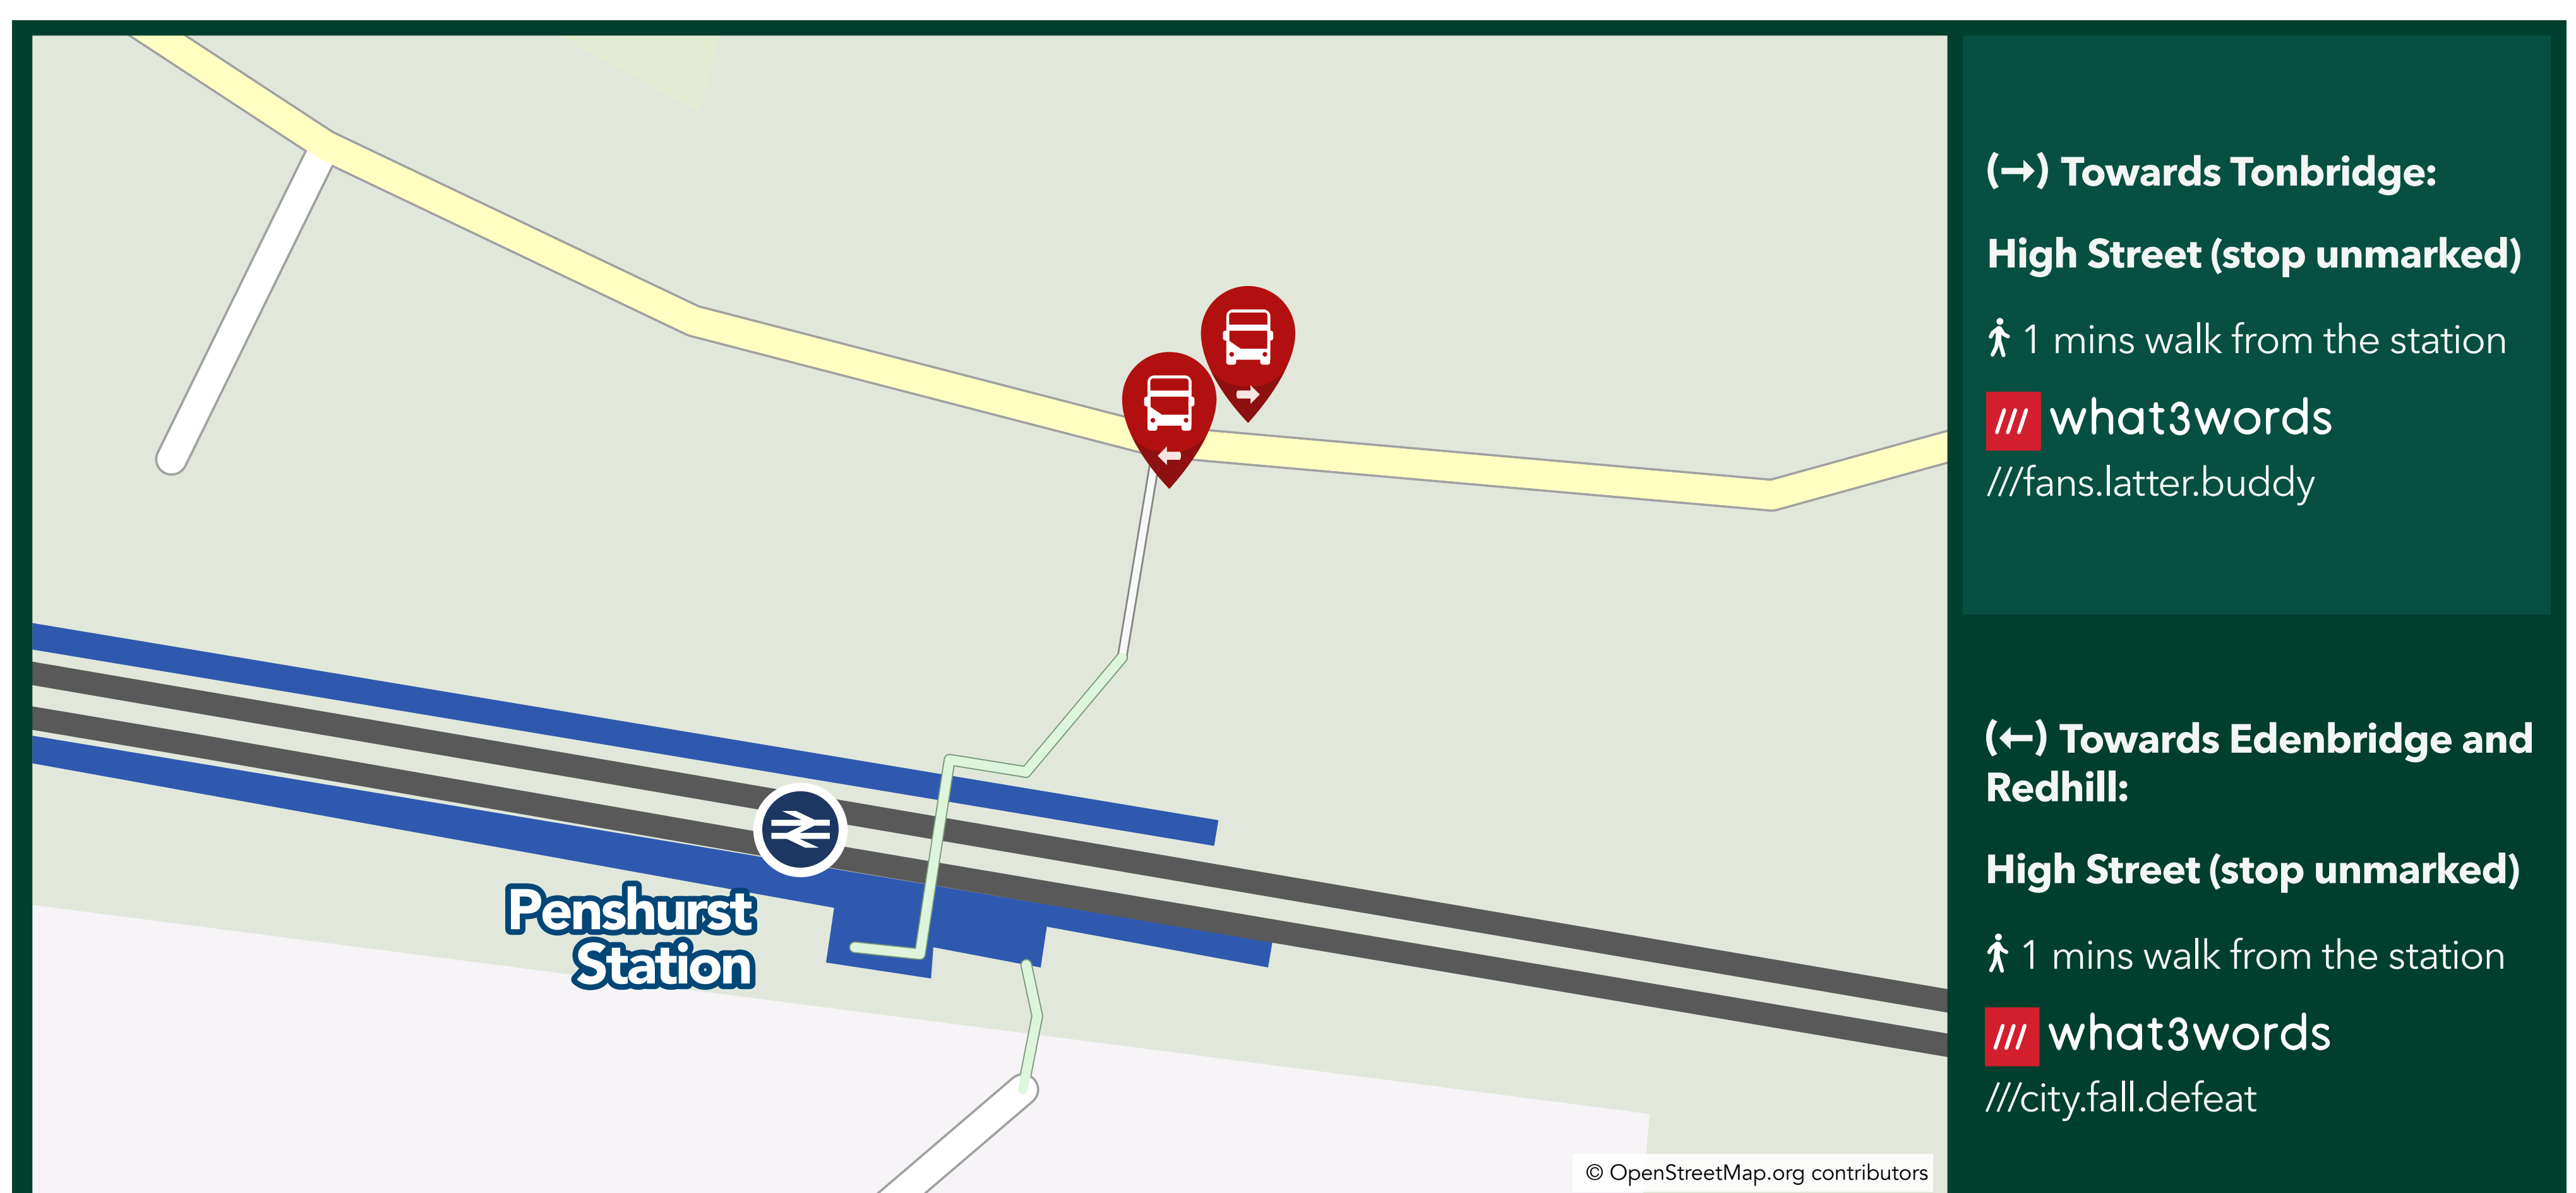 Penshurst
Station
© OpenStreetMap.org contributors
(→) Towards Tonbridge:
High Street (stop unmarked)
1 mins walk from the station
/// what3words
///fans.latter.buddy
(←) Towards Edenbridge and
Redhill:
High Street (stop unmarked)
1 mins walk from the station
/// what3words
///city.fall.defeat